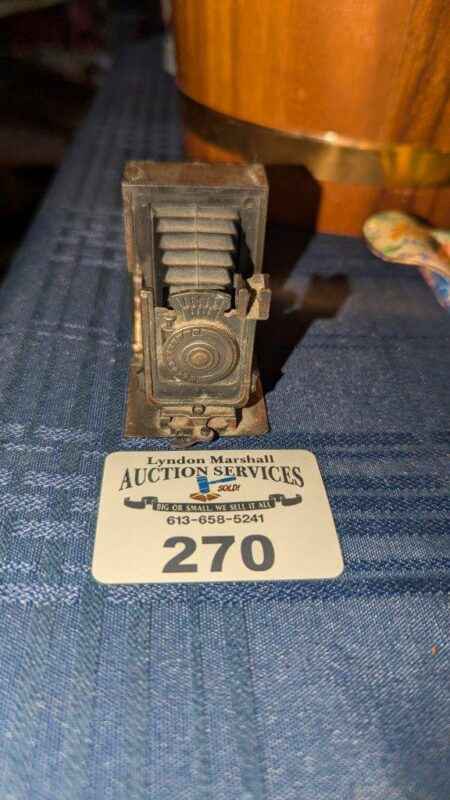 Lyndon Marshall
AUCTION SERVICES
SOLD!
BIG OR SMALL, WE SELL IT ALL
613-658-5241
270